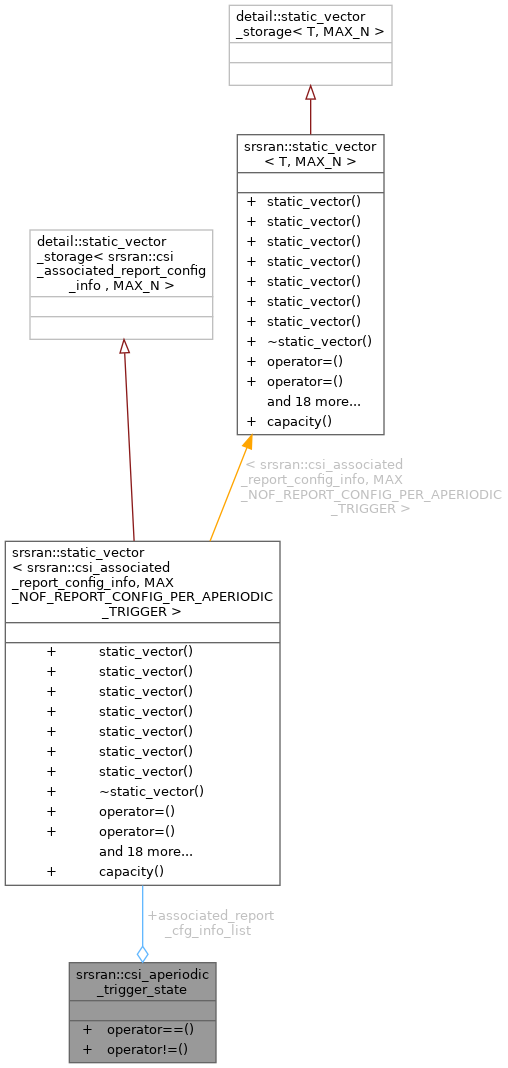 detail::static_vector
_storage< T, MAX_N >
srsran::static_vector
< T, MAX_N >
+ static_vector()
+ static_vector()
+ static_vector()
+ static_vector()
+ static_vector()
+ static_vector()
+ static_vector()
+ ~static_vector()
+ operator=()
+ operator=()
and 18 more...
+ capacity()
detail::static_vector
_storage< srsran::csi
_associated_report_config
_info , MAX_N >
< srsran::csi_associated
_report_config_info, MAX
_NOF_REPORT_CONFIG_PER_APERIODIC
_TRIGGER >
srsran::static_vector
< srsran::csi_associated
_report_config_info, MAX
_NOF_REPORT_CONFIG_PER_APERIODIC
_TRIGGER >
+ static_vector()
+ static_vector()
+ static_vector()
+ static_vector()
+ static_vector()
+ static_vector()
+ static_vector()
+ ~static_vector()
+ operator=()
+ operator=()
and 18 more...
+ capacity()
+associated_report
_cfg_info_list
srsran::csi_aperiodic
_trigger_state
+ operator==()
+ operator!=()